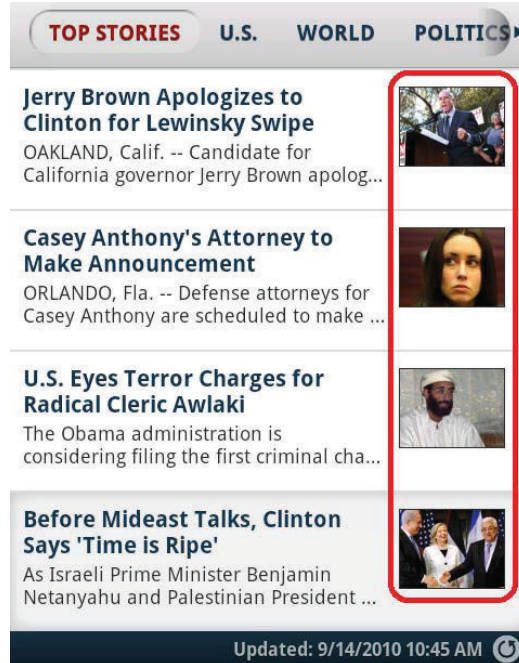 TOP STORIES U.S. WORLD POLITICS
Jerry Brown Apologizes to
Clinton for Lewinsky Swipe
OAKLAND, Calif. -- Candidate for
California governor Jerry Brown apolog...
Casey Anthony's Attorney to
Make Announcement
ORLANDO, Fla. -- Defense attorneys for
Casey Anthony are scheduled to make ...
U.S. Eyes Terror Charges for
Radical Cleric Awlaki
The Obama administration is
considering filing the first criminal cha...
Before Mideast Talks, Clinton
Says 'Time is Ripe'
As Israeli Prime Minister Benjamin
Netanyahu and Palestinian President ...
Updated: 9/14/2010 10:45 AM